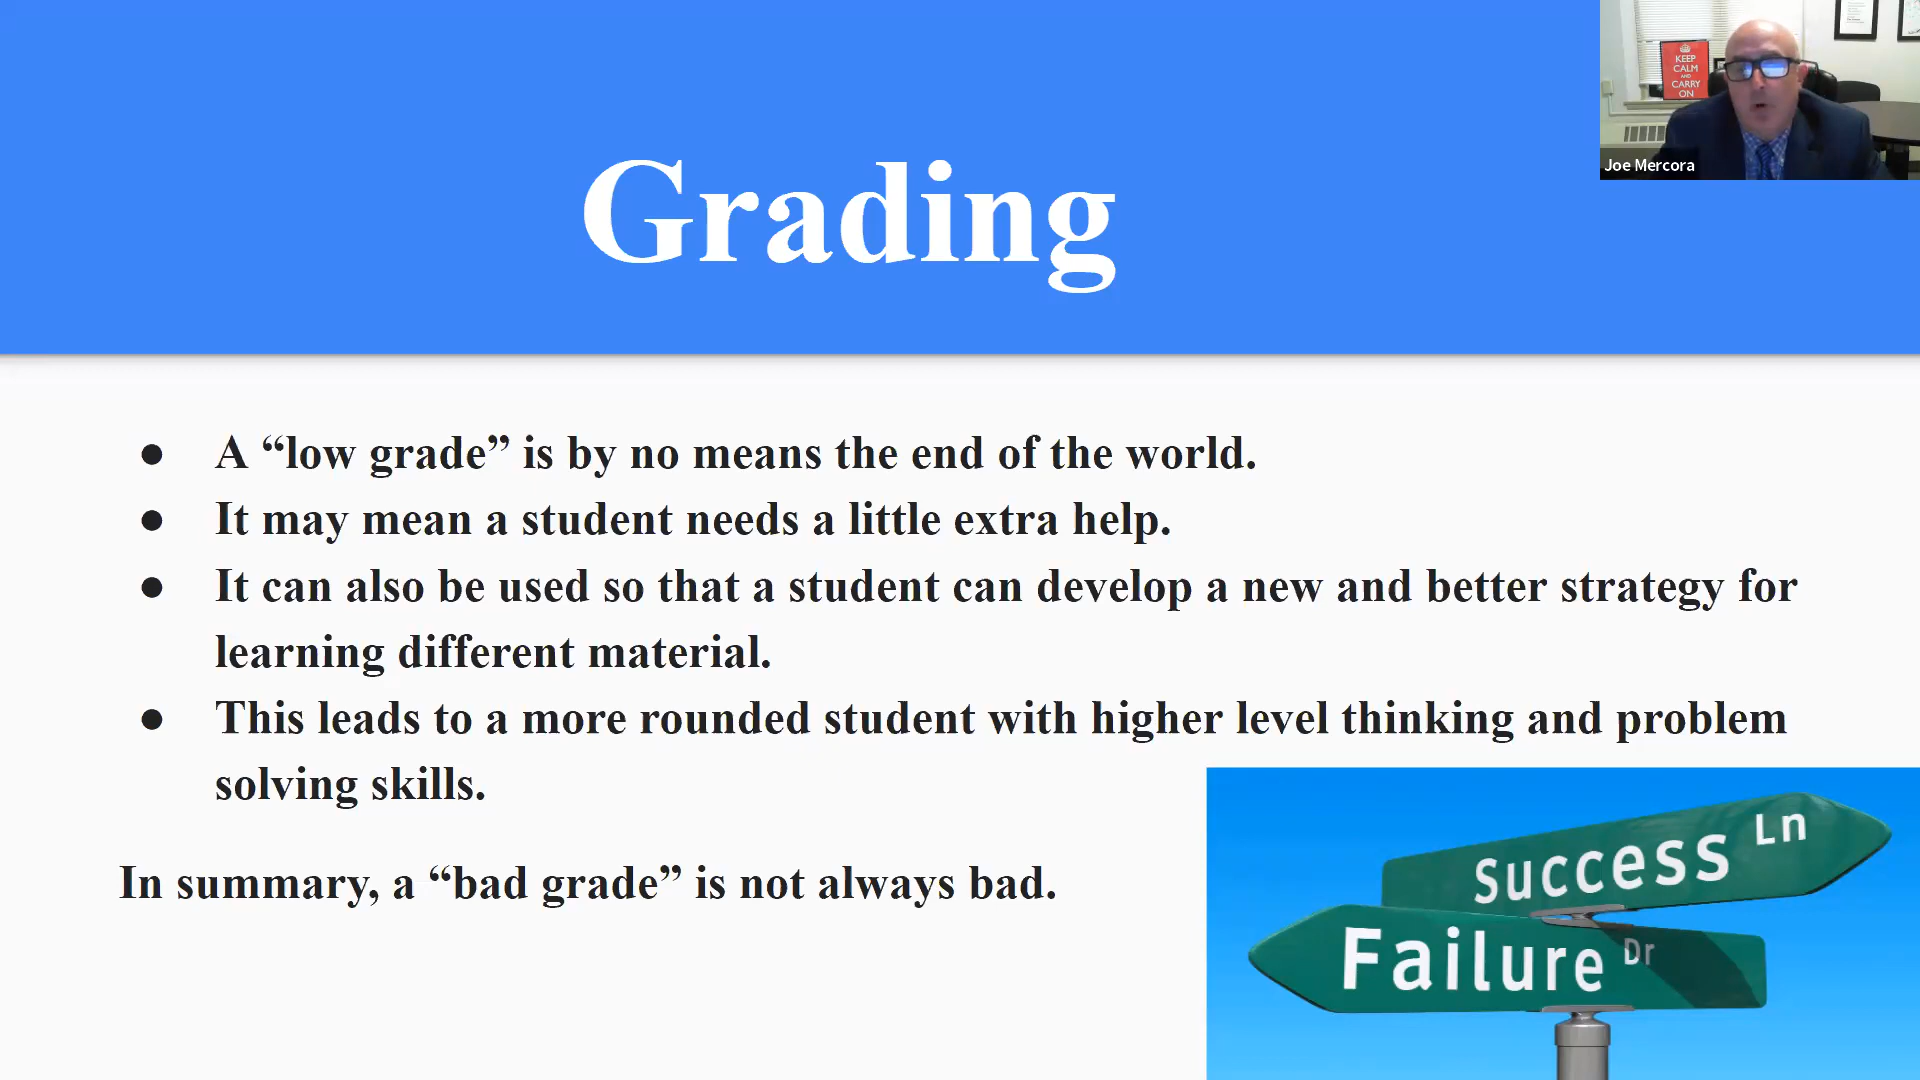 KEEP
CALM
AND
CARRY
ON
Joe Mercora
Grading
● A “low grade” is by no means the end of the world.
● It may mean a student needs a little extra help.
● It can also be used so that a student can develop a new and better strategy for
learning different material.
● This leads to a more rounded student with higher level thinking and problem
solving skills.
In summary, a “bad grade” is not always bad.
Success Ln
Failure Dr